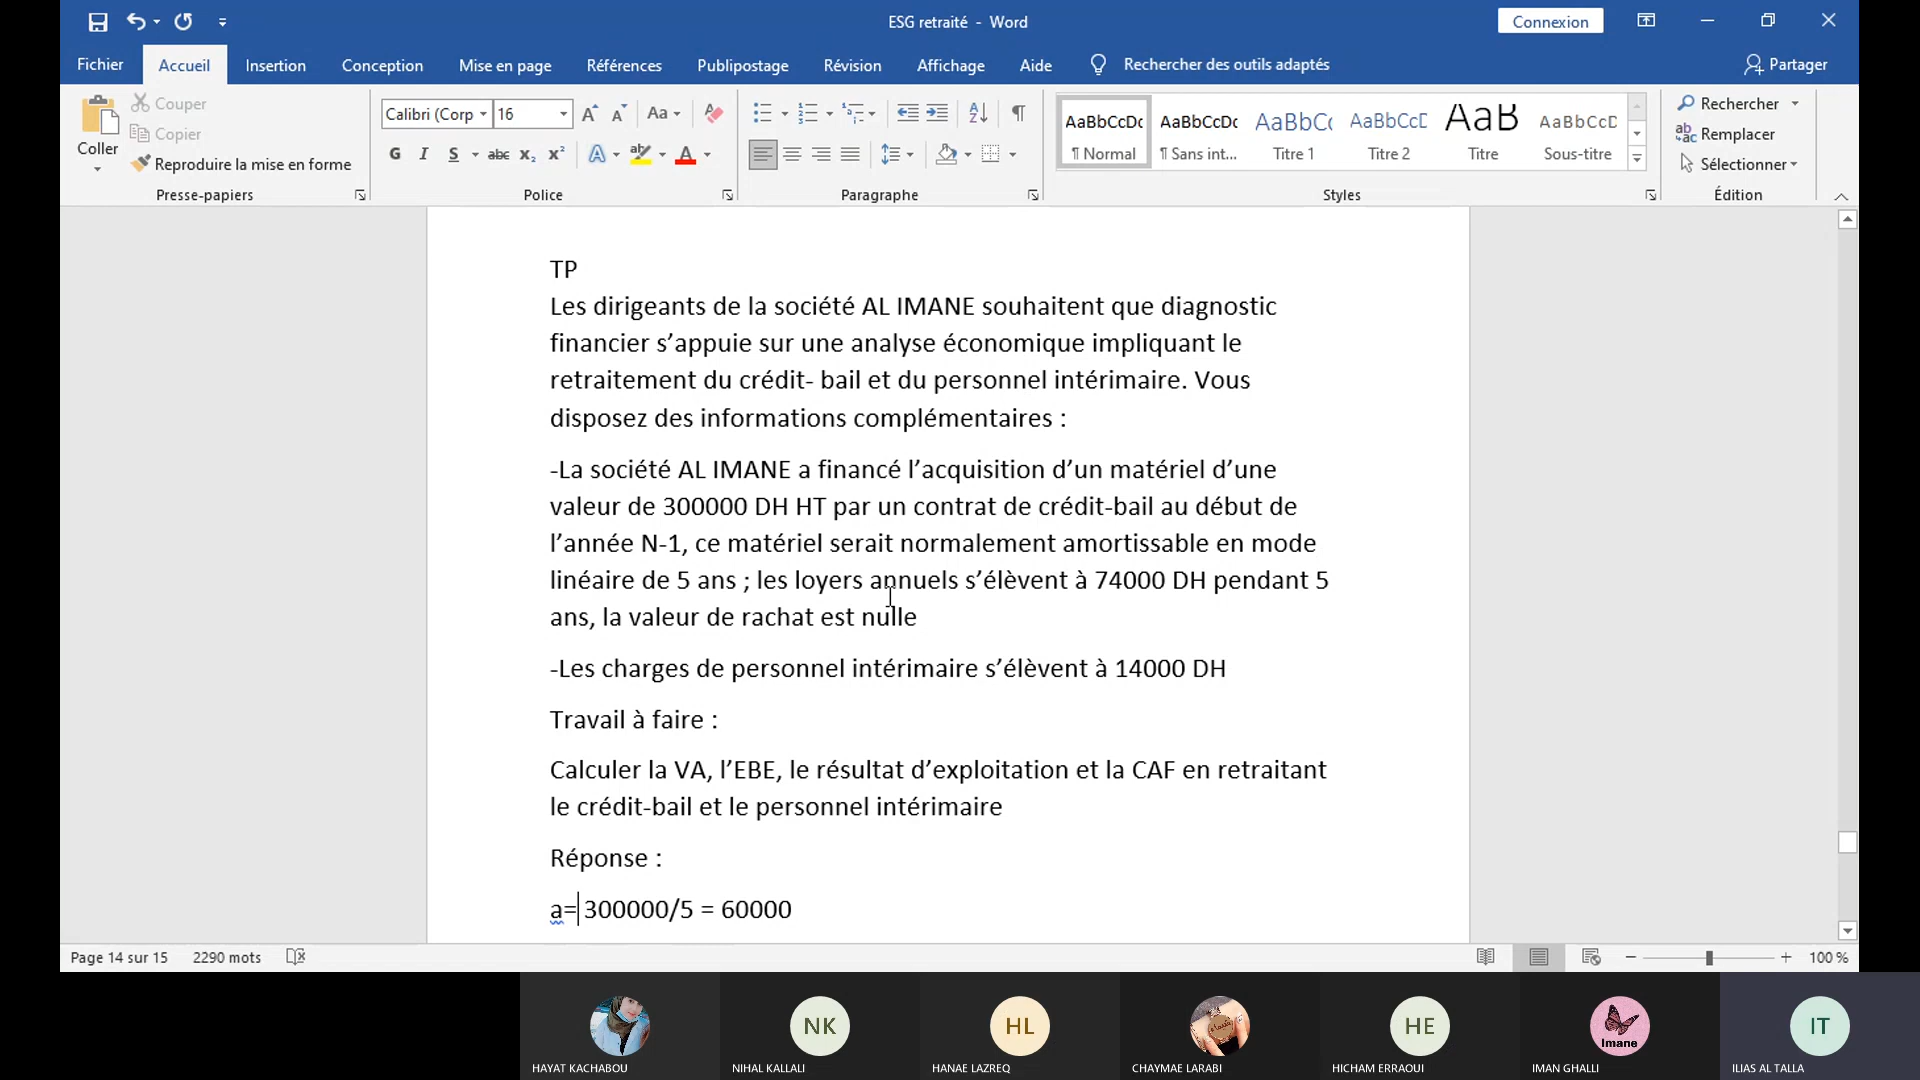 ESG retraité - Word
Connexion
Fichier
Accueil
Insertion
Conception
Mise en page
Références
Publipostage
Révision
Affichage
Aide
Rechercher des outils adaptés
Partager
Coller
Couper
Copier
Reproduire la mise en forme
Presse-papiers
Calibri (Corp
16
Aa
G I S abc x₂ x²
Police
Paragraphe
AaBbCcDc
¶ Normal
AaBbCcDc
¶ Sans int...
AaBbCc
Titre 1
AaBbCcD
Titre 2
AaB
Titre
AaBbCcD
Sous-titre
Styles
Rechercher
Remplacer
Sélectionner
Édition
TP
Les dirigeants de la société AL IMANE souhaitent que diagnostic
financier s’appuie sur une analyse économique impliquant le
retraitement du crédit- bail et du personnel intérimaire. Vous
disposez des informations complémentaires :
-La société AL IMANE a financé l’acquisition d’un matériel d’une
valeur de 300000 DH HT par un contrat de crédit-bail au début de
l’année N-1, ce matériel serait normalement amortissable en mode
linéaire de 5 ans ; les loyers annuels s’élèvent à 74000 DH pendant 5
ans, la valeur de rachat est nulle
-Les charges de personnel intérimaire s’élèvent à 14000 DH
Travail à faire :
Calculer la VA, l’EBE, le résultat d’exploitation et la CAF en retraitant
le crédit-bail et le personnel intérimaire
Réponse :
a= 300000/5 = 60000
Page 14 sur 15
2290 mots
100 %
NK
HL
HE
Imane
IT
HAYAT KACHABOU
NIHAL KALLALI
HANAE LAZREQ
CHAYMAE LARABI
HICHAM ERRAOUI
IMAN GHALLI
ILIAS AL TALLA